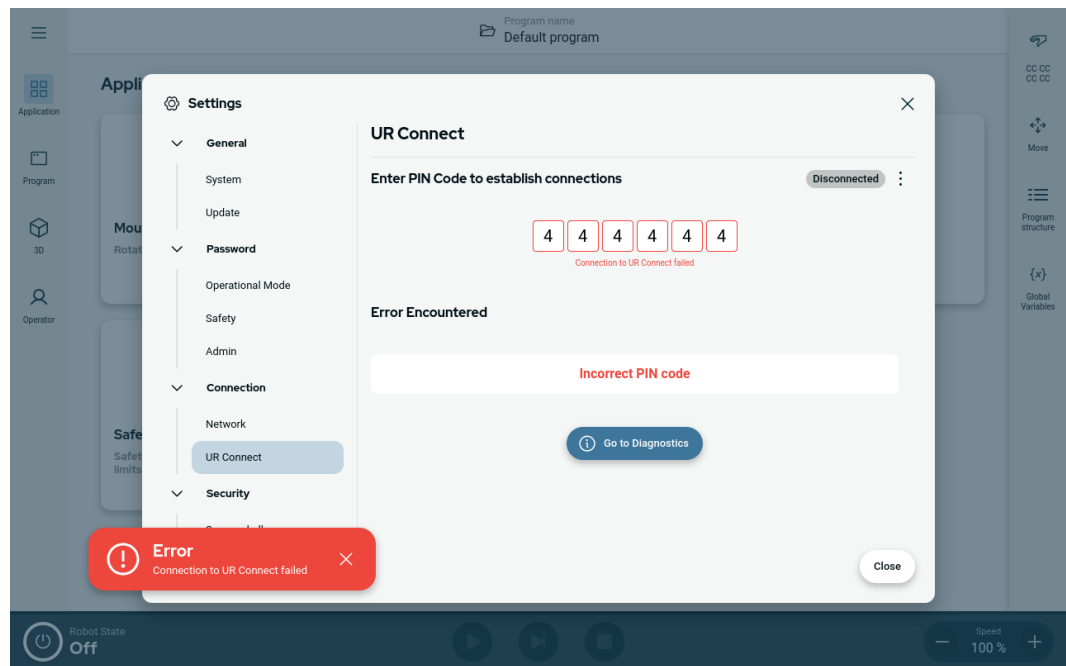 Program name
Default program
Appli
Application
Program
3D
Operator
Mou
Rotat
Safe
Safet
limits
Settings
General
System
Update
Password
Operational Mode
Safety
Admin
Connection
Network
UR Connect
Security
UR Connect
Enter PIN Code to establish connections
Disconnected
4 4 4 4 4 4
Connection to UR Connect failed
Error Encountered
Incorrect PIN code
Go to Diagnostics
Close
Error
Connection to UR Connect failed
CC CC
CC CC
Move
Program
structure
{x}
Global
Variables
Robot State
Off
Speed
100 %